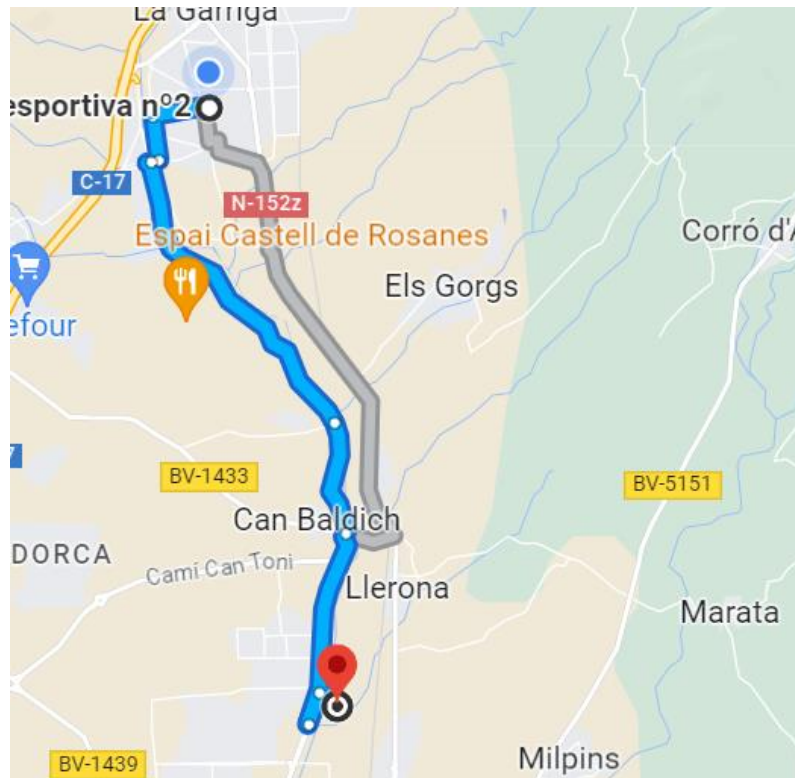 La Garriga
esportiva nº2
C-17
N-152z
Espai Castell de Rosanes
Corró d'A
Els Gorgs
efour
7
BV-1433
BV-5151
Can Baldich
DORCA
Camí Can Toni
Llerona
Marata
Milpins
BV-1439